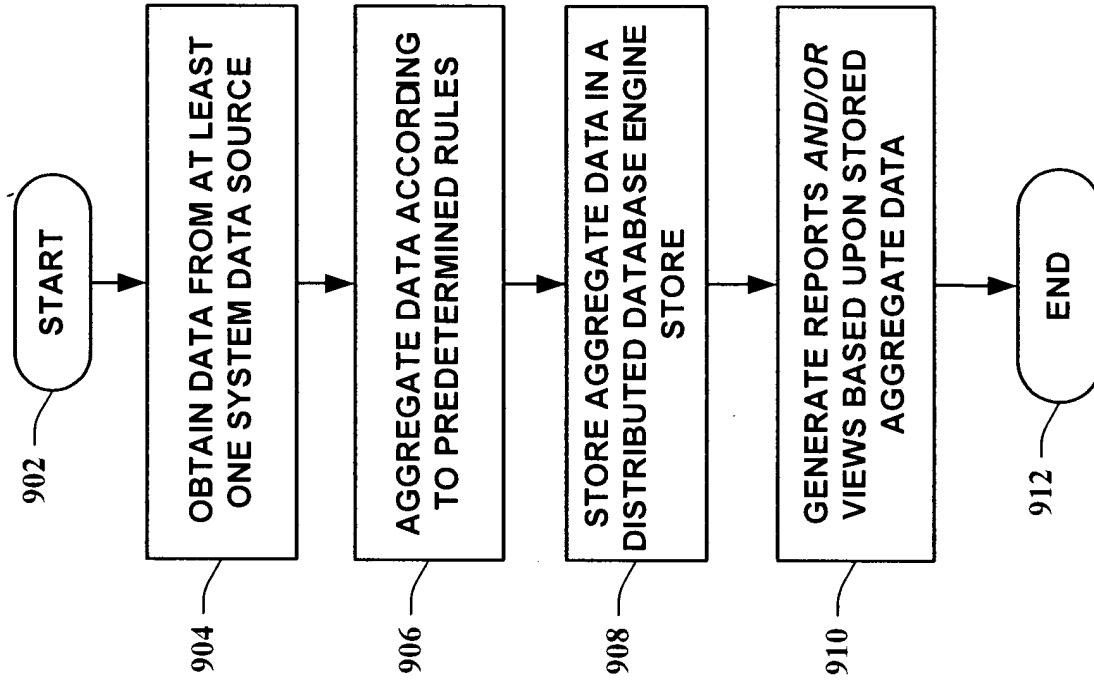 START
902
OBTAIN DATA FROM AT LEAST
ONE SYSTEM DATA SOURCE
904
AGGREGATE DATA ACCORDING
TO PREDETERMINED RULES
906
STORE AGGREGATE DATA IN A
DISTRIBUTED DATABASE ENGINE
STORE
908
GENERATE REPORTS AND/OR
VIEWS BASED UPON STORED
AGGREGATE DATA
910
END
912